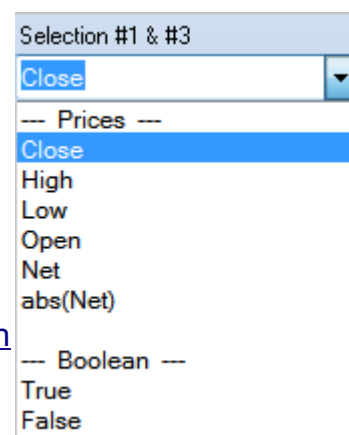 Selection #1 & #3
Close
--- Prices ---
Close
High
Low
Open
Net
abs(Net)
n
--- Boolean ---
True
False